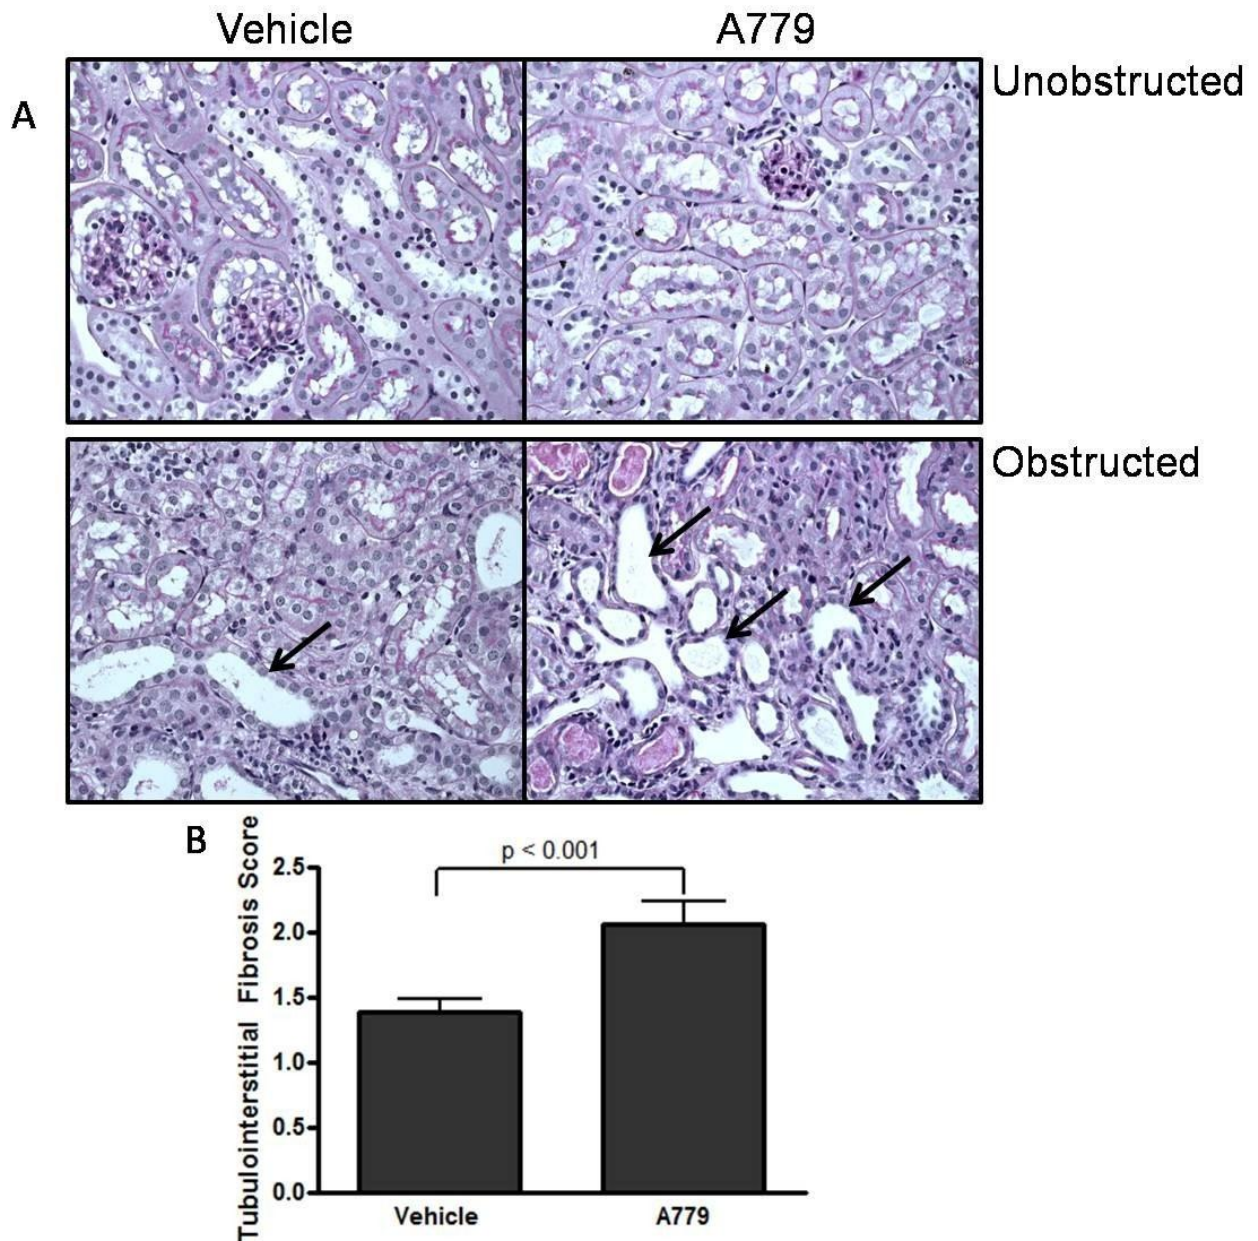 Vehicle A779
Unobstructed
A
Obstructed
B
Tubulointerstitial Fibrosis Score
p < 0.001
2.5
2.0
1.5
1.0
0.5
0.0
Vehicle A779